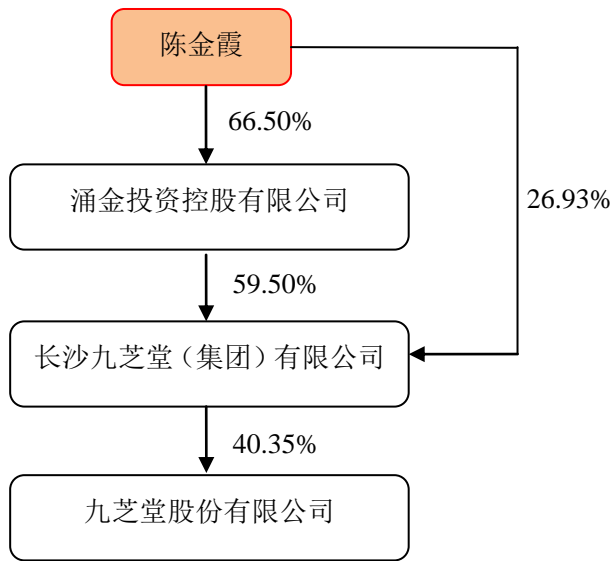 陈金霞
66.50%
涌金投资控股有限公司
26.93%
59.50%
长沙九芝堂（集团）有限公司
40.35%
九芝堂股份有限公司